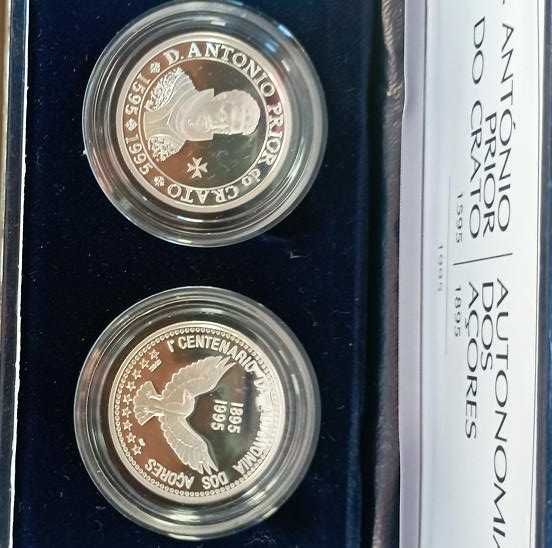 D. ANTONIO PRIOR do CRATO
1595 1995
1º CENTENARIO DA AUTONOMIA DOS AÇORES
1895
1995
ANTÓNIO
PRIOR
DO CRATO
1595
1995
AUTONOMIA
DOS
AÇORES
1895